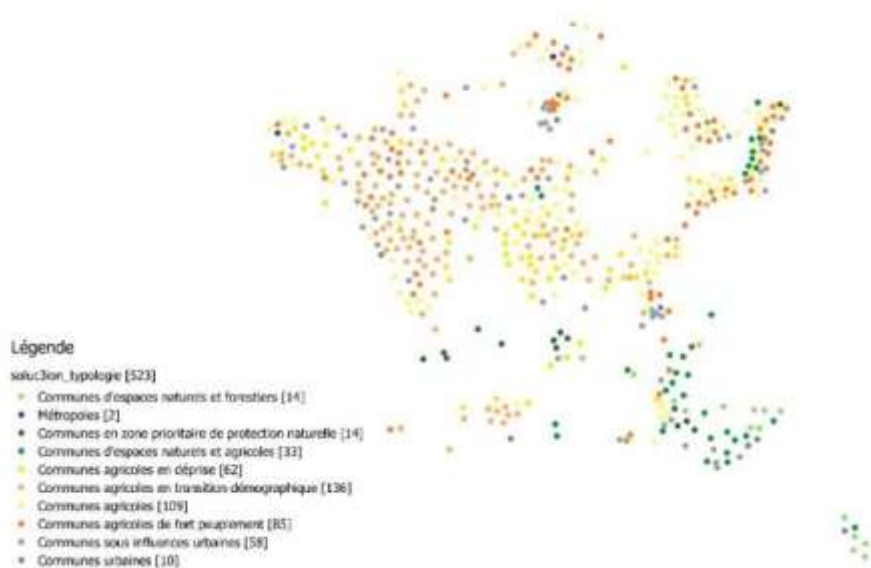 Légende
soluc3ion_typologie [523]
Communes d'espaces naturels et forestiers [14]
Métropoles [2]
Communes en zone prioritaire de protection naturelle [14]
Communes d'espaces naturels et agricoles [33]
Communes agricoles en déprise [62]
Communes agricoles en transition démographique [136]
Communes agricoles [109]
Communes agricoles de fort peuplement [85]
Communes sous influences urbaines [58]
Communes urbaines [10]